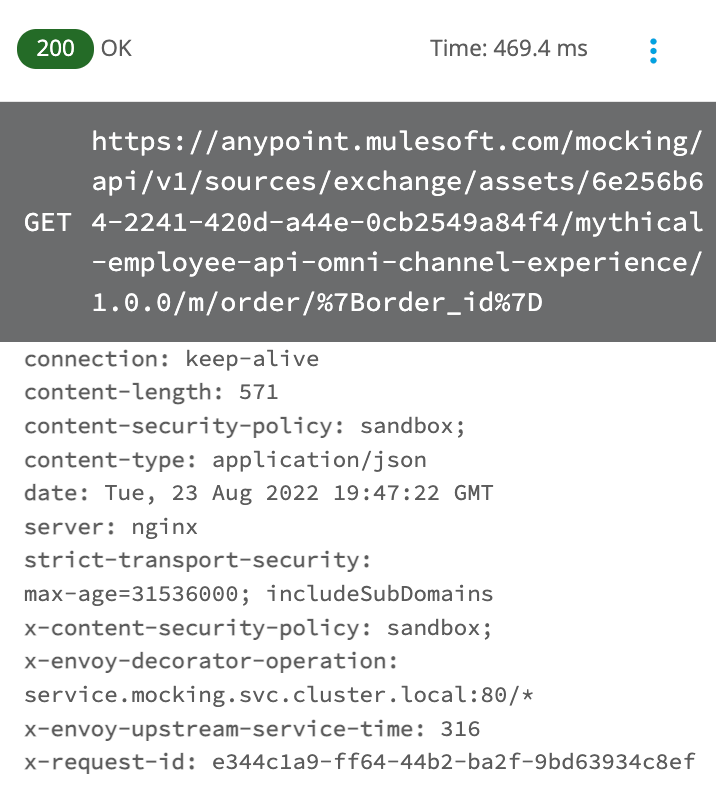 200 OK Time: 469.4 ms
https://anypoint.mulesoft.com/mocking/
api/v1/sources/exchange/assets/6e256b6
GET 4-2241-420d-a44e-0cb2549a84f4/mythical
-employee-api-omni-channel-experience/
1.0.0/m/order/%7Border_id%7D
connection: keep-alive
content-length: 571
content-security-policy: sandbox;
content-type: application/json
date: Tue, 23 Aug 2022 19:47:22 GMT
server: nginx
strict-transport-security:
max-age=31536000; includeSubDomains
x-content-security-policy: sandbox;
x-envoy-decorator-operation:
service.mocking.svc.cluster.local:80/*
x-envoy-upstream-service-time: 316
x-request-id: e344c1a9-ff64-44b2-ba2f-9bd63934c8ef